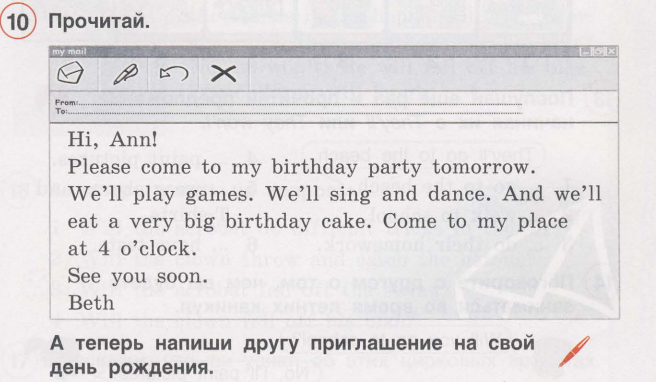 10 Прочитай.
my mail
From:
To:
Hi, Ann!
Please come to my birthday party tomorrow.
We'll play games. We'll sing and dance. And we'll
eat a very big birthday cake. Come to my place
at 4 o'clock.
See you soon.
Beth
А теперь напиши другу приглашение на свой
день рождения.